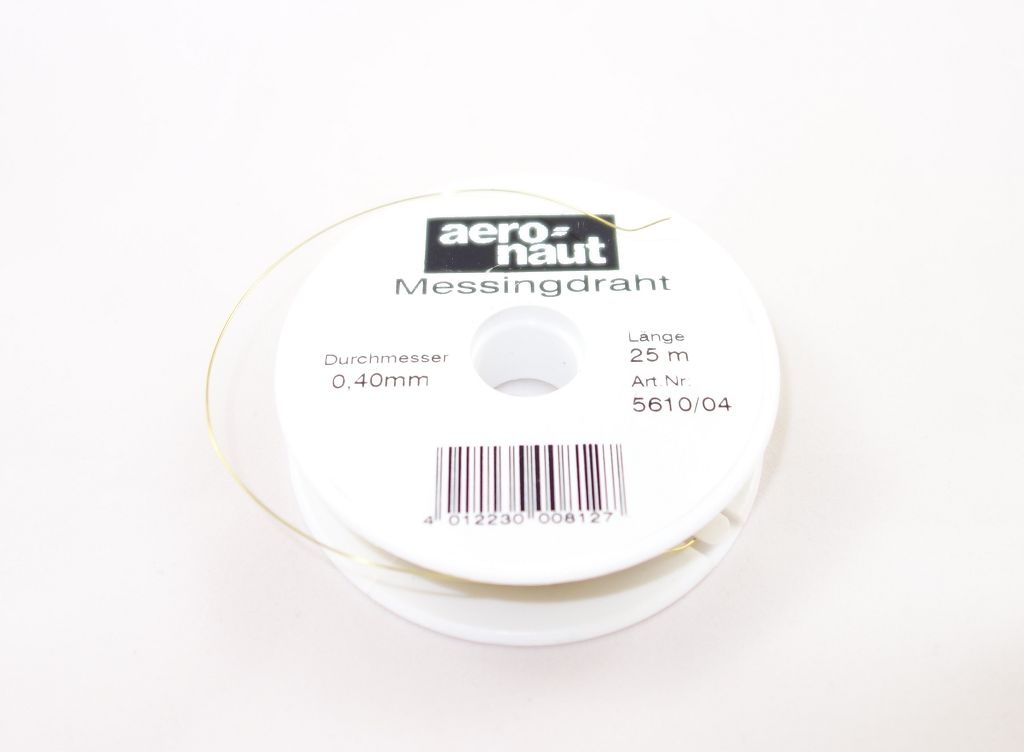 aero=
naut
Messingdraht
Durchmesser
0,40mm
Länge
25 m
Art.Nr:
5610/04
4 012230 008127